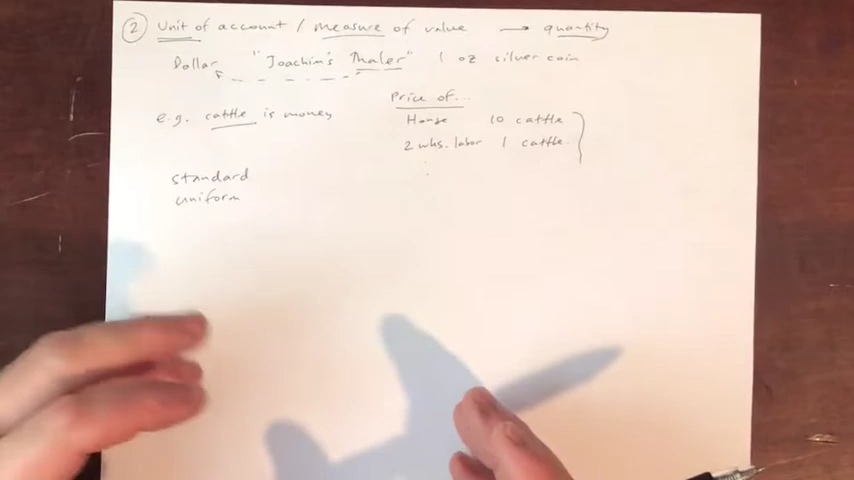 ② Unit of account / measure of value → quantity
Dollar "Joachim's Thaler" 1 oz silver coin
Price of...
e.g. cattle is money
House 10 cattle
2 wks. labor 1 cattle
standard
uniform